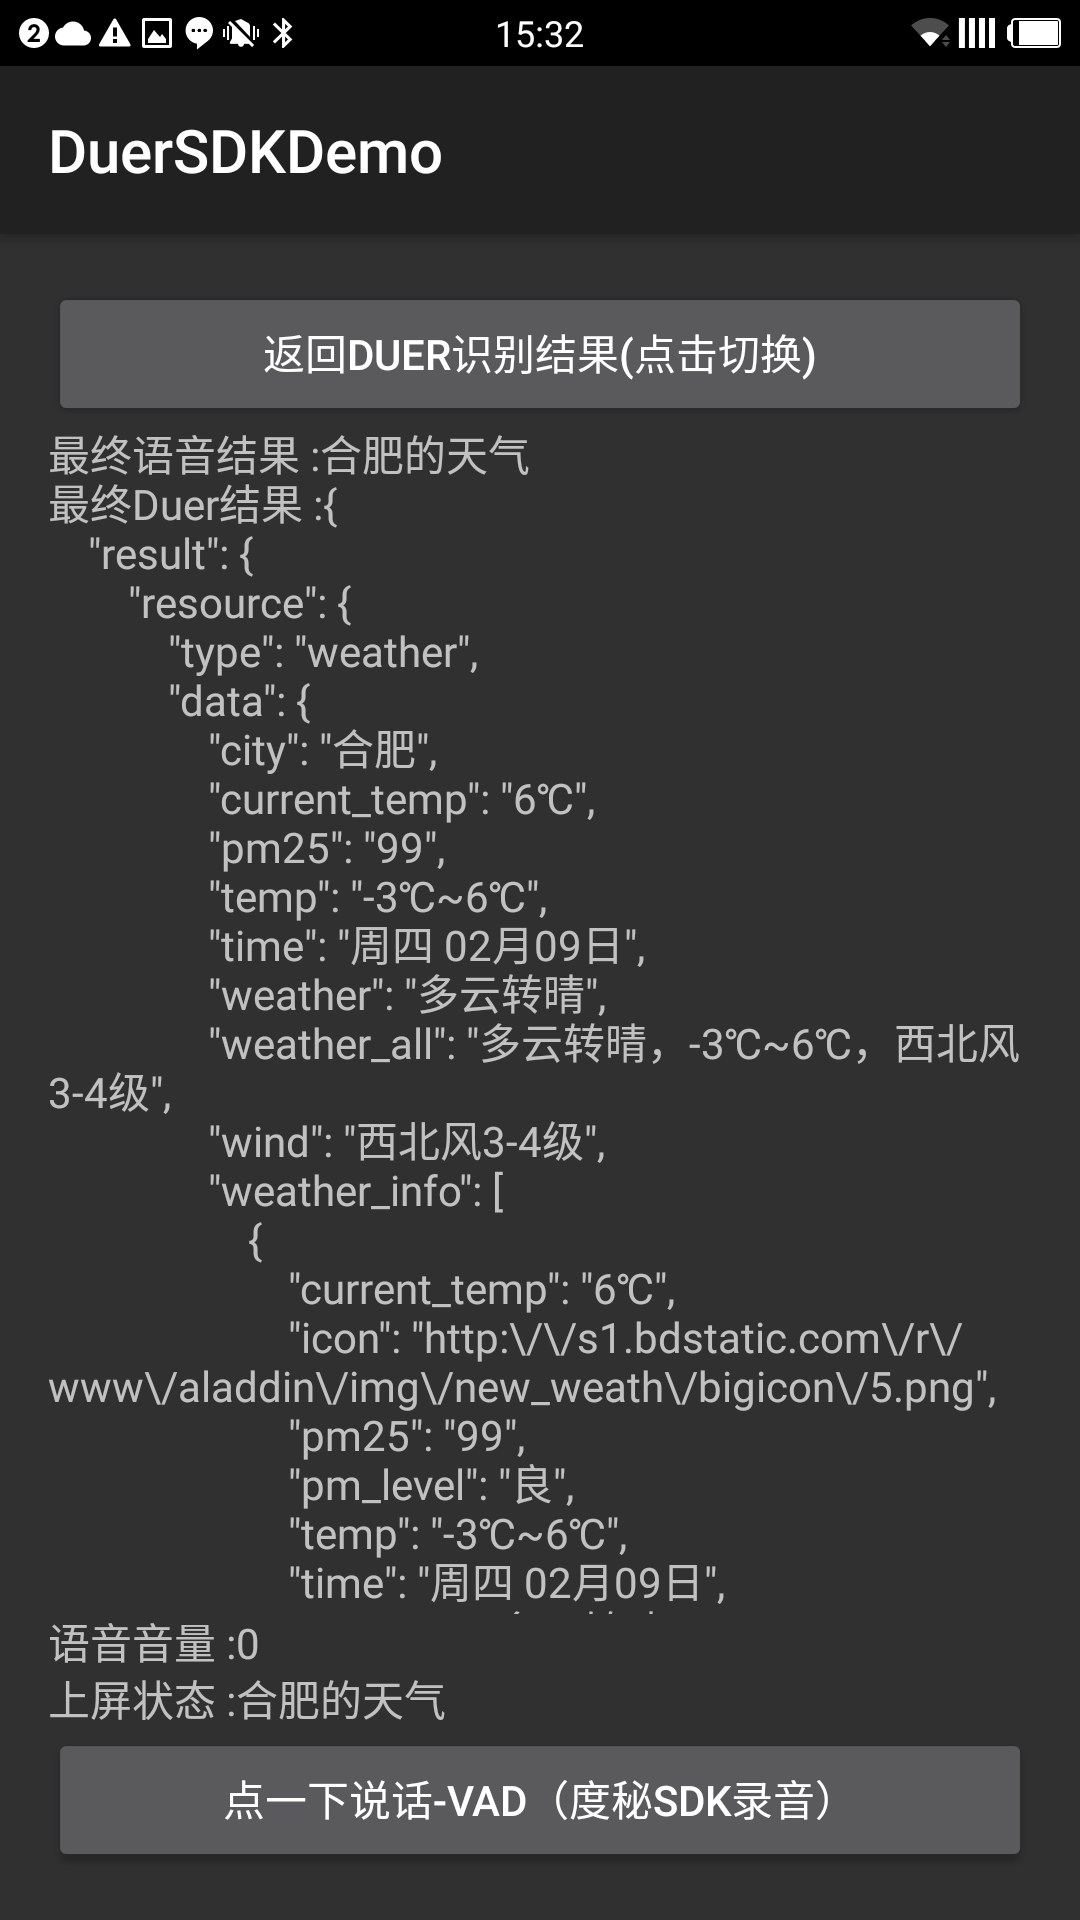 2
15:32
DuerSDKDemo
返回DUER识别结果(点击切换)
最终语音结果 :合肥的天气
最终Duer结果 :{
"result": {
"resource": {
"type": "weather",
"data": {
"city": "合肥",
"current_temp": "6℃",
"pm25": "99",
"temp": "-3℃~6℃",
"time": "周四 02月09日",
"weather": "多云转晴",
"weather_all": "多云转晴，-3℃~6℃，西北风
3-4级",
"wind": "西北风3-4级",
"weather_info": [
{
"current_temp": "6℃",
"icon": "http:\/\/s1.bdstatic.com\/r\/
www\/aladdin\/img\/new_weath\/bigicon\/5.png",
"pm25": "99",
"pm_level": "良",
"temp": "-3℃~6℃",
"time": "周四 02月09日",
语音音量 :0
上屏状态 :合肥的天气
点一下说话-VAD（度秘SDK录音）